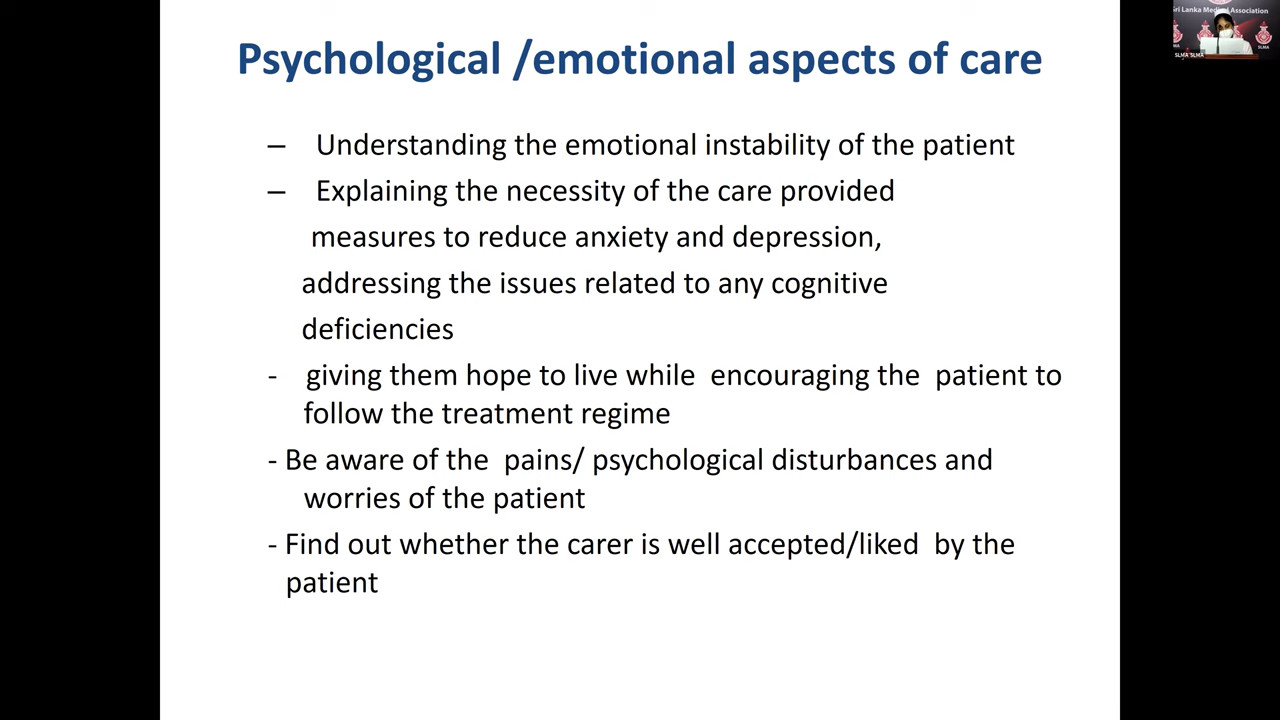 Psychological /emotional aspects of care
– Understanding the emotional instability of the patient
– Explaining the necessity of the care provided
measures to reduce anxiety and depression,
addressing the issues related to any cognitive
deficiencies
- giving them hope to live while encouraging the patient to
follow the treatment regime
- Be aware of the pains/ psychological disturbances and
worries of the patient
- Find out whether the carer is well accepted/liked by the
patient
Sri Lanka Medical Association
SLMA
SLMA SLMA